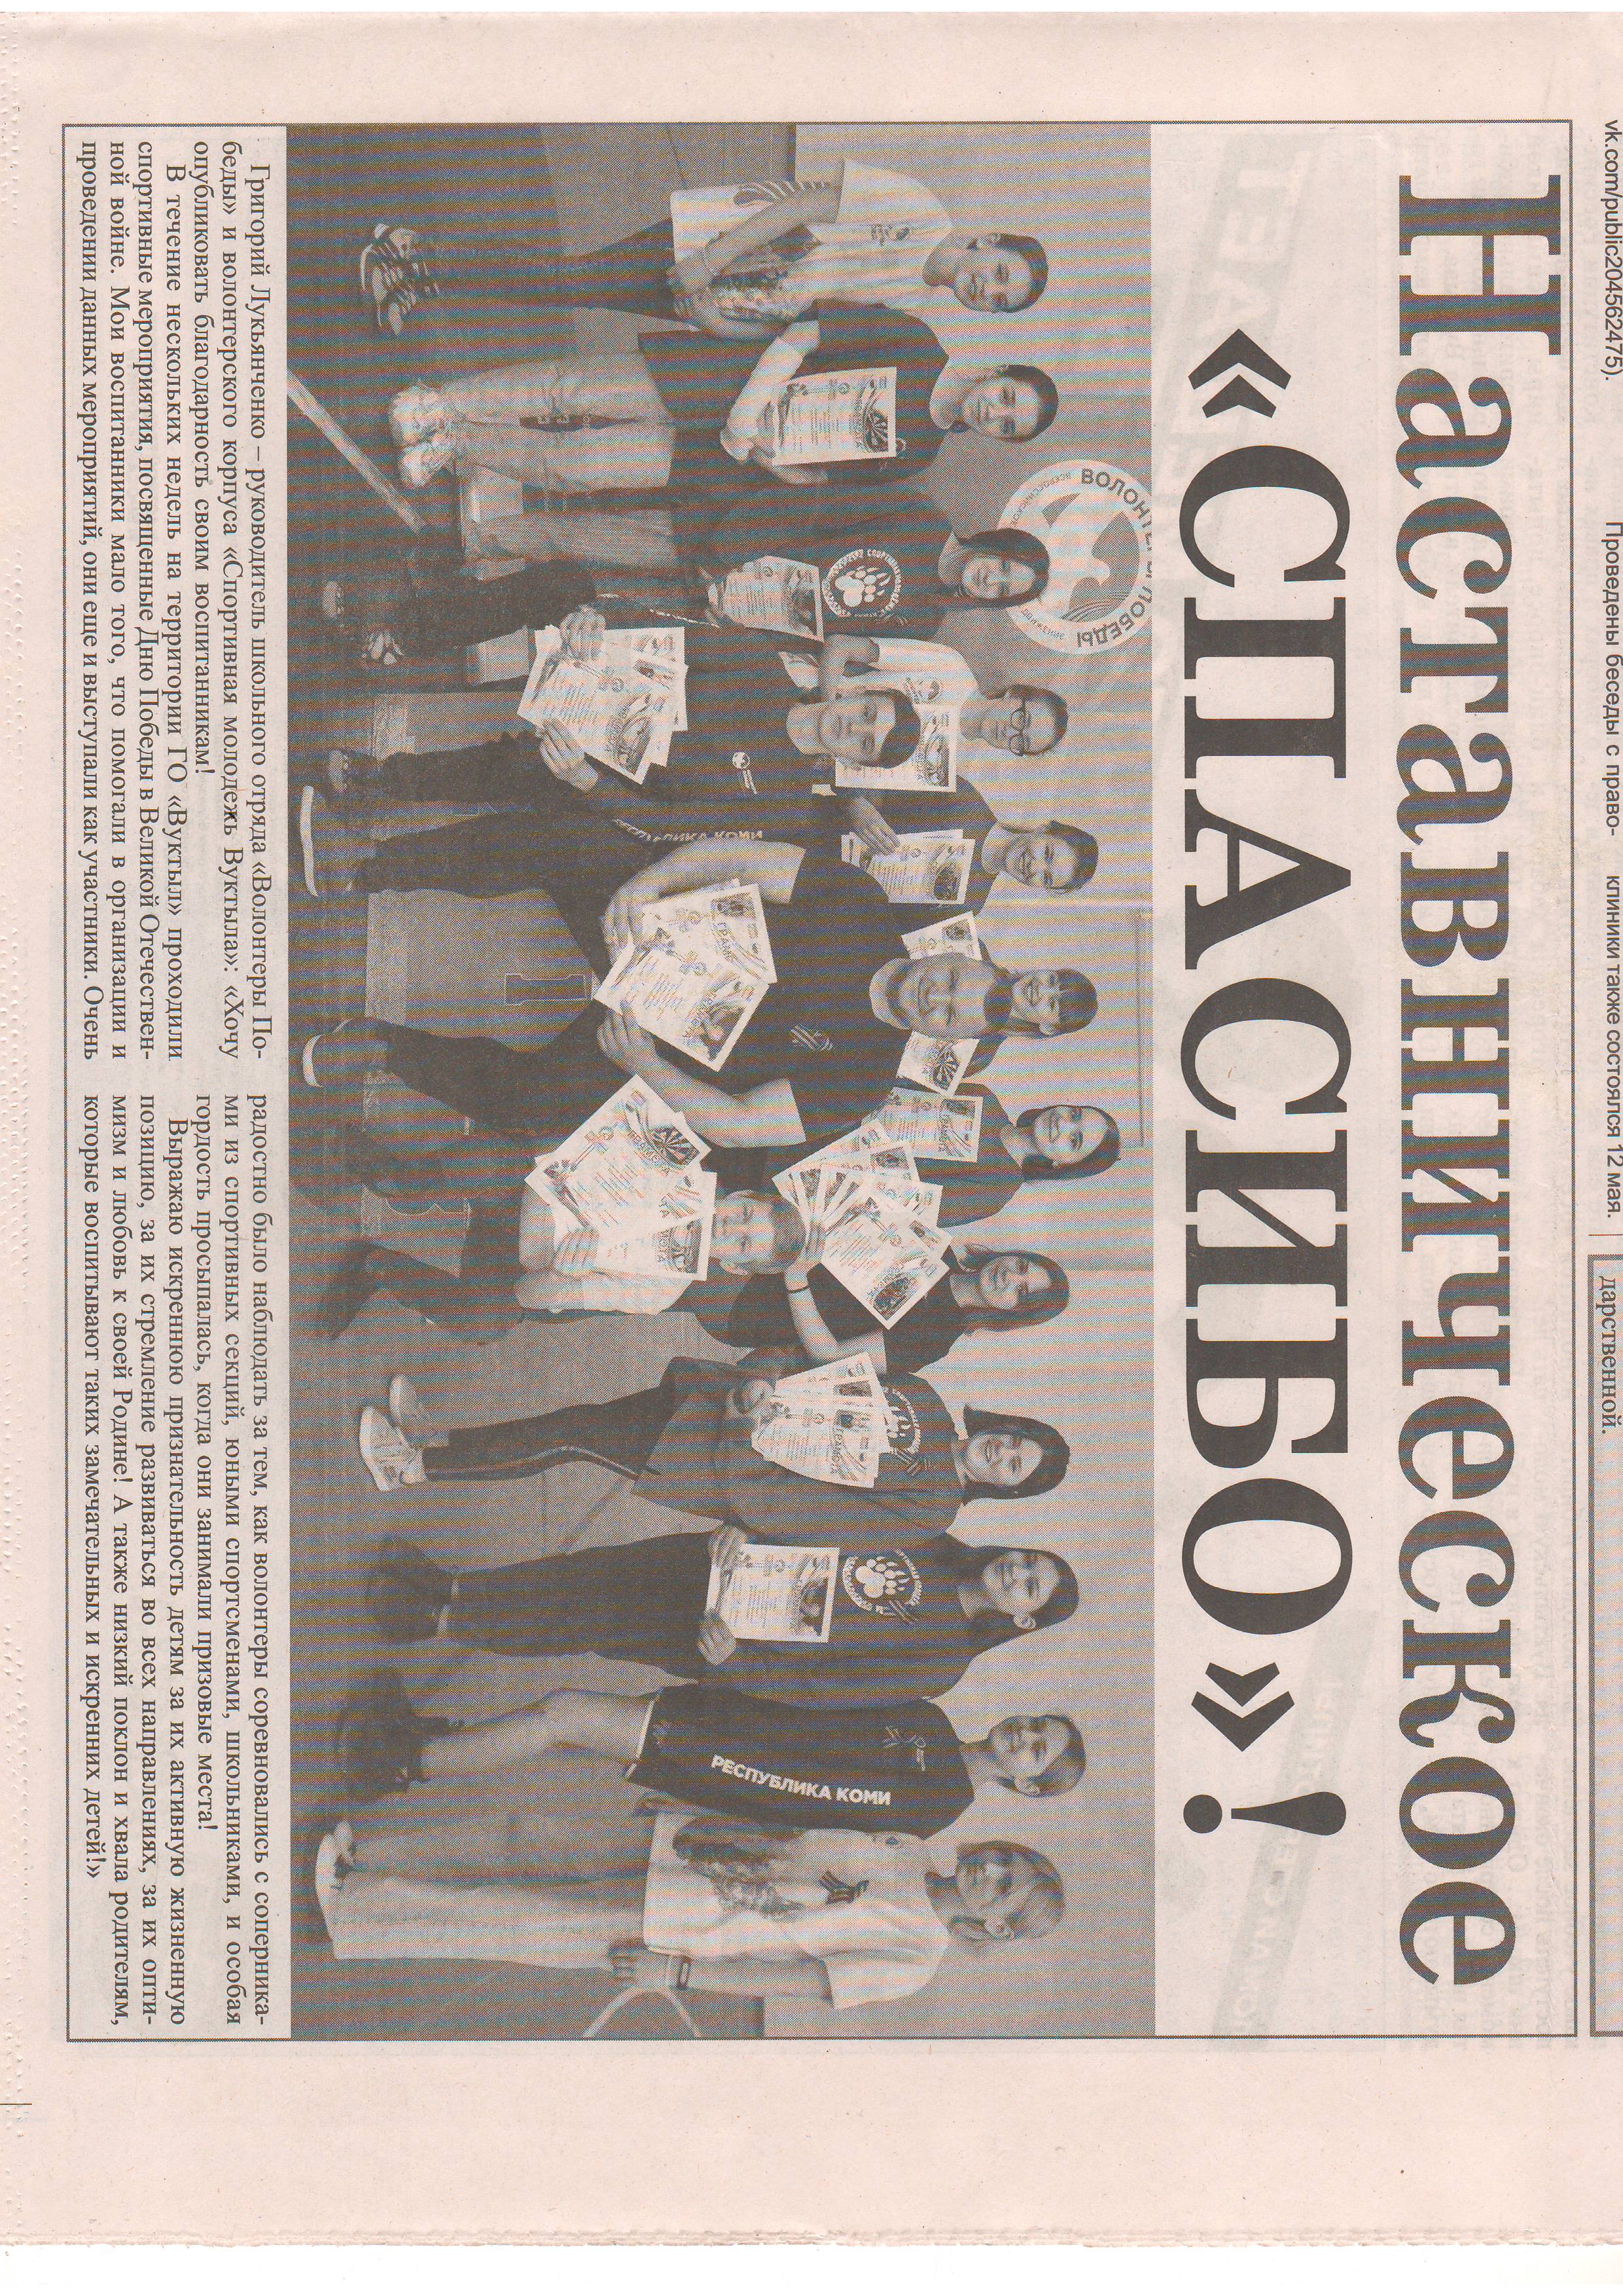 vk.com/public204562475).
Проведены беседы с право-
клиники также состоялся 12 мая.
дарственной.
Наставническое
«СПАСИБО»!
ВОЛОНТЕРЫ ПОБЕДЫ
РЕСПУБЛИКА КОМИ
ГРАМОТА
ГРАМОТА
РЕСПУБЛИКА КОМИ
Григорий Лукьянченко – руководитель школьного отряда «Волонтеры По-
беды» и волонтерского корпуса «Спортивная молодежь Вуктыла»: «Хочу
опубликовать благодарность своим воспитанникам!
В течение нескольких недель на территории ГО «Вуктыл» проходили
спортивные мероприятия, посвященные Дню Победы в Великой Отечествен-
ной войне. Мои воспитанники мало того, что помогали в организации и
проведении данных мероприятий, они еще и выступали как участники. Очень
радостно было наблюдать за тем, как волонтеры соревновались с соперника-
ми из спортивных секций, юными спортсменами, школьниками, и особая
гордость просыпалась, когда они занимали призовые места!
Выражаю искреннюю признательность детям за их активную жизненную
позицию, за их стремление развиваться во всех направлениях, за их опти-
мизм и любовь к своей Родине! А также низкий поклон и хвала родителям,
которые воспитывают таких замечательных и искренних детей!»